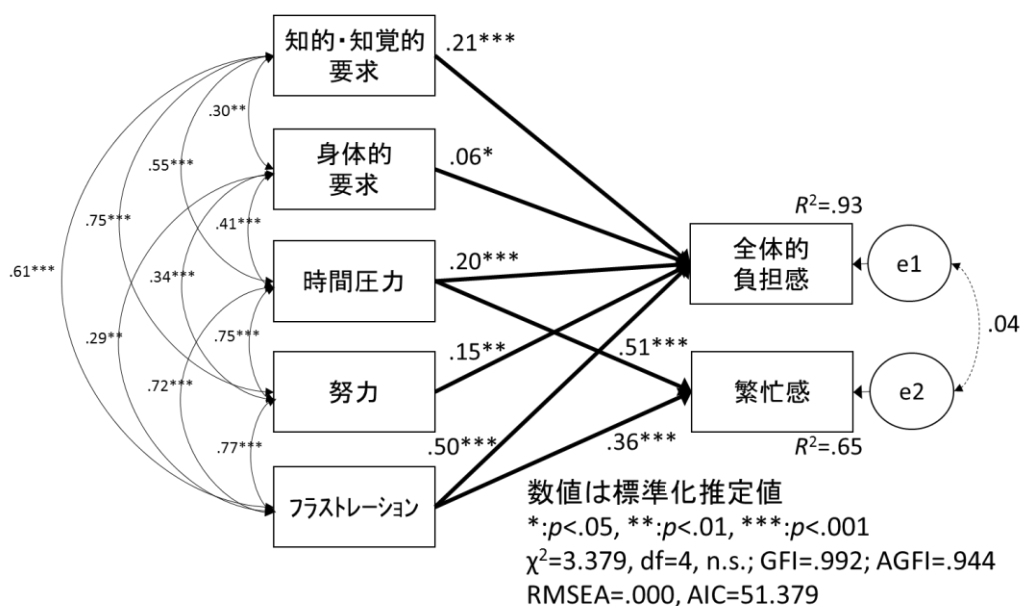 知的・知覚的
要求
.21***
.30**
身体的
要求
.06*
.55***
.75***
.41***
.61***
時間圧力
.20***
.34***
.29**
.75***
努力
.15**
.72***
.77***
フラストレーション
.50***
.51***
.36***
R²=.93
全体的
負担感
e1
.04
繁忙感
e2
R²=.65
数値は標準化推定値
*:p<.05, **:p<.01, ***:p<.001
χ²=3.379, df=4, n.s.; GFI=.992; AGFI=.944
RMSEA=.000, AIC=51.379